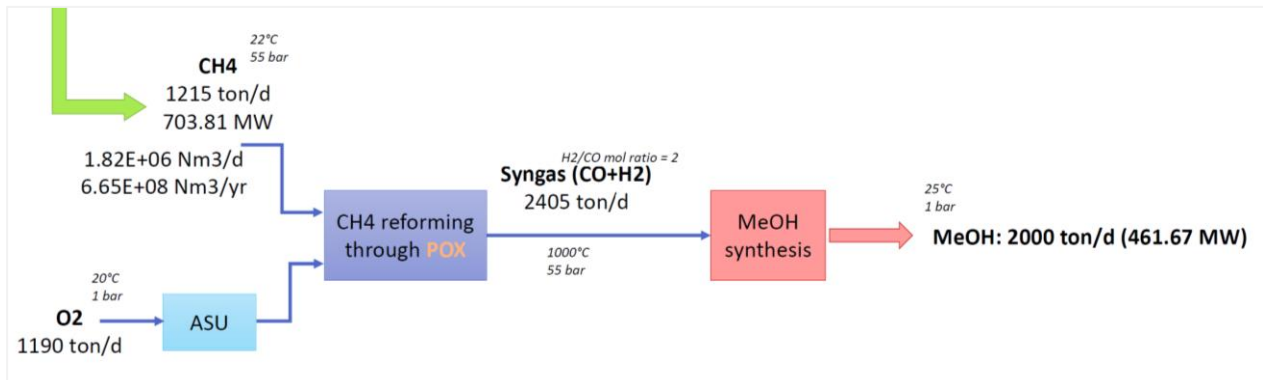 22°C
55 bar
CH4
1215 ton/d
703.81 MW
1.82E+06 Nm3/d
6.65E+08 Nm3/yr
CH4 reforming
through POX
H2/CO mol ratio = 2
Syngas (CO+H2)
2405 ton/d
1000°C
55 bar
MeOH
synthesis
25°C
1 bar
MeOH: 2000 ton/d (461.67 MW)
20°C
1 bar
O2
1190 ton/d
ASU